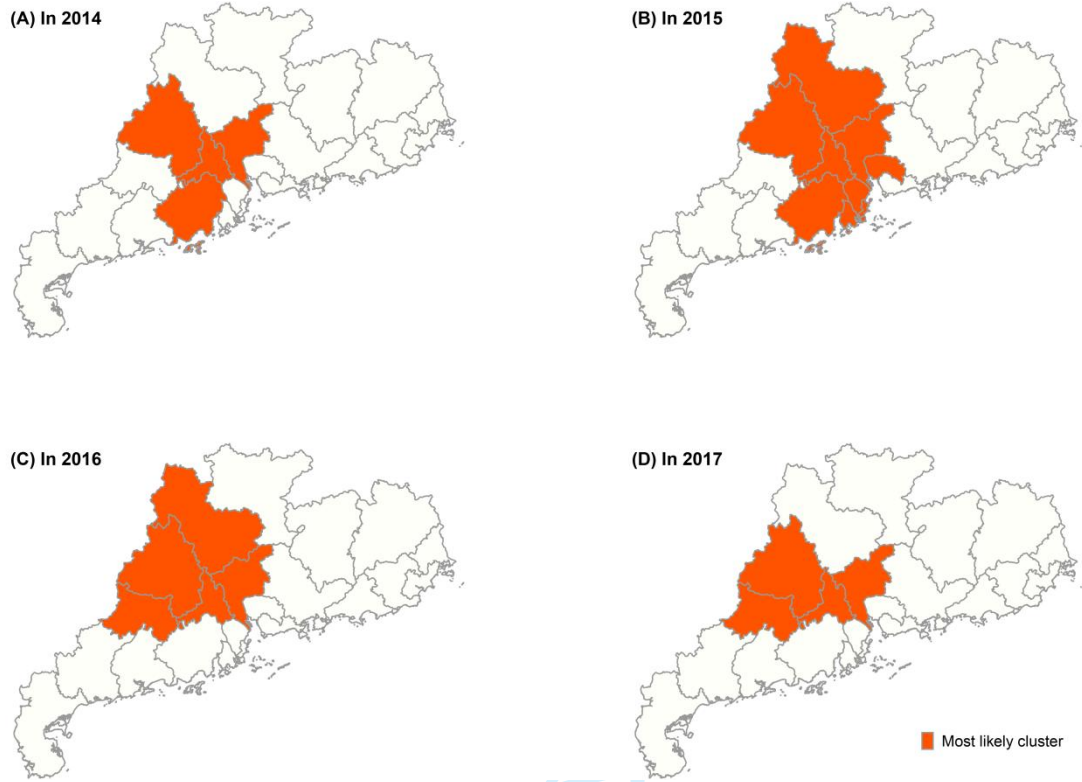 (A) In 2014
(B) In 2015
(C) In 2016
(D) In 2017
Most likely cluster